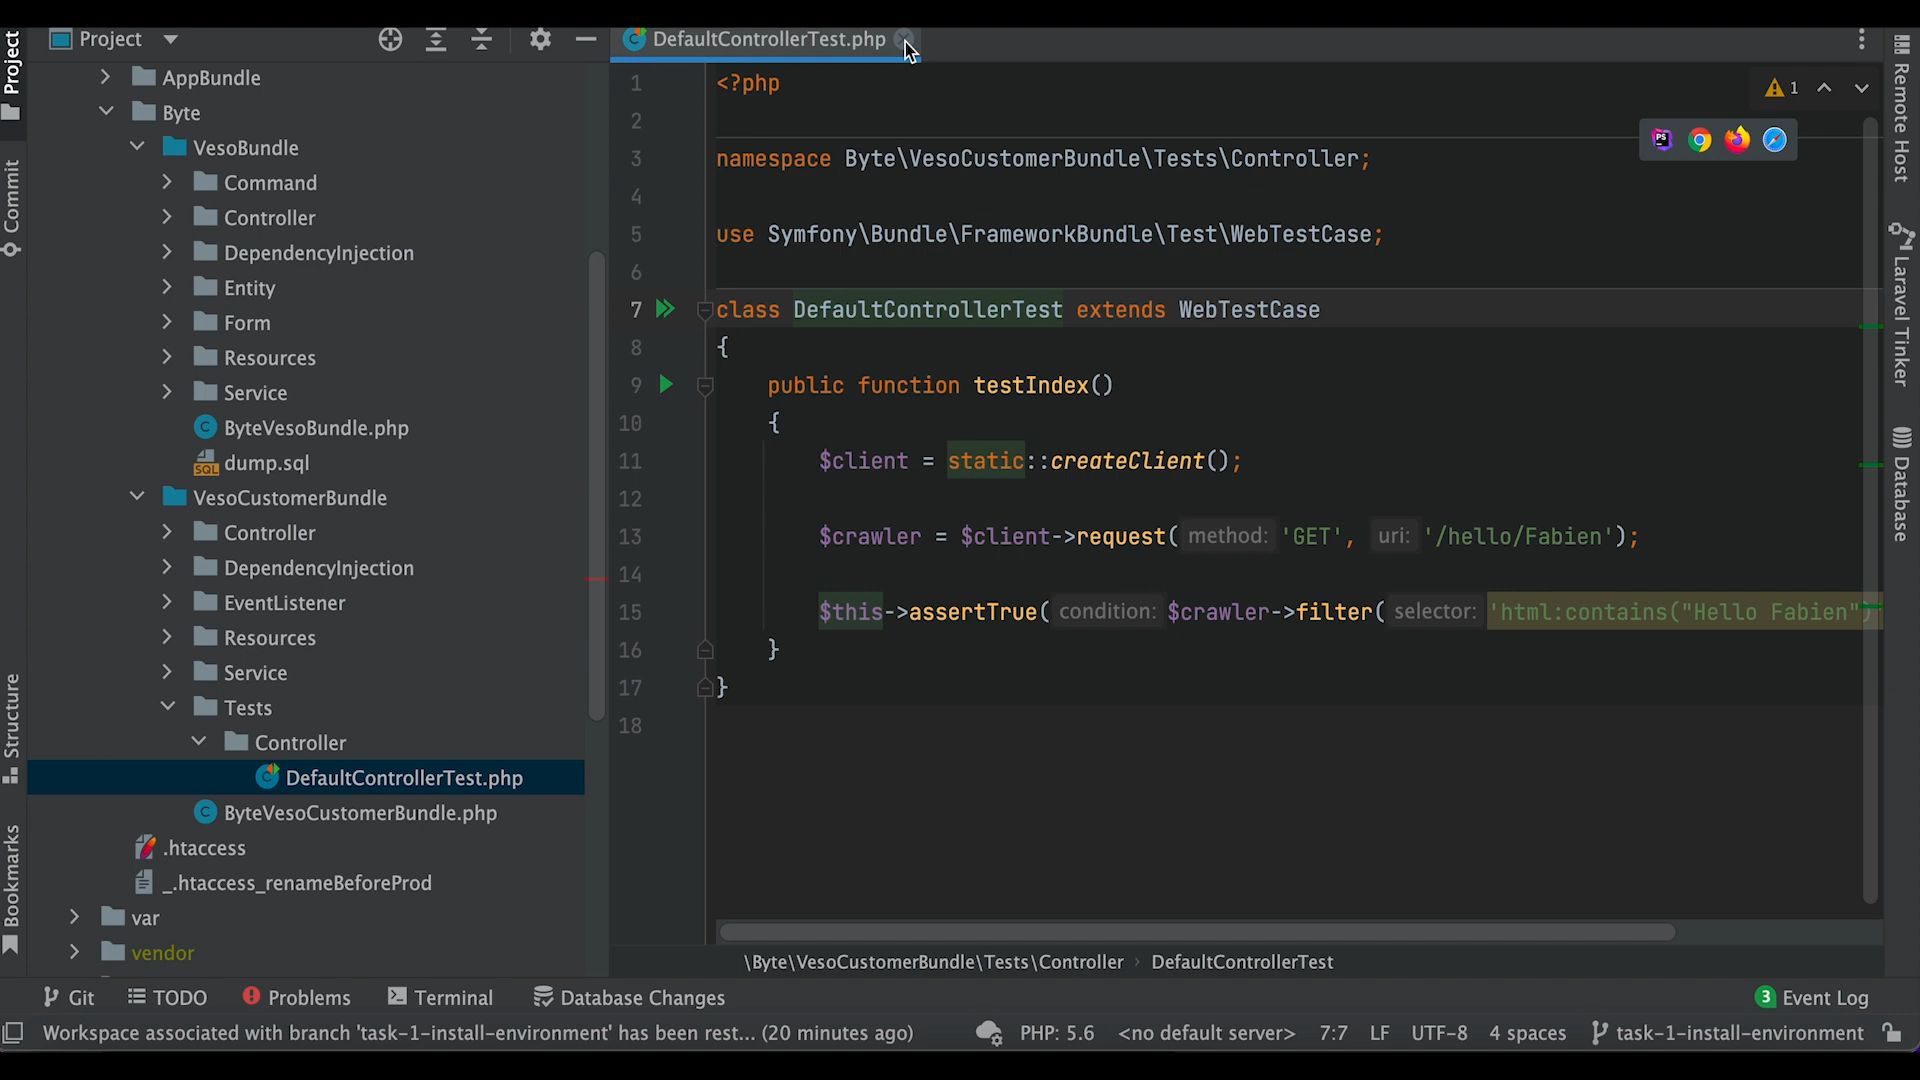 Project
DefaultControllerTest.php
AppBundle
Byte
VesoBundle
Command
Controller
DependencyInjection
Entity
Form
Resources
Service
ByteVesoBundle.php
SQL
dump.sql
VesoCustomerBundle
Controller
DependencyInjection
EventListener
Resources
Service
Tests
Controller
DefaultControllerTest.php
ByteVesoCustomerBundle.php
.htaccess
_.htaccess_renameBeforeProd
var
vendor
Project
Commit
Structure
Bookmarks
1 <?php
2
3 namespace Byte\VesoCustomerBundle\Tests\Controller;
4
5 use Symfony\Bundle\FrameworkBundle\Test\WebTestCase;
6
7 class DefaultControllerTest extends WebTestCase
8 {
9 public function testIndex()
10 {
11 $client = static::createClient();
12
13 $crawler = $client->request( method: 'GET', uri: '/hello/Fabien');
14
15 $this->assertTrue( condition: $crawler->filter( selector: 'html:contains("Hello Fabien")
16 }
17 }
18
1
PS
Remote Host
Laravel Tinker
Database
\Byte\VesoCustomerBundle\Tests\Controller › DefaultControllerTest
Git TODO Problems Terminal Database Changes 3 Event Log
Workspace associated with branch 'task-1-install-environment' has been rest... (20 minutes ago) PHP: 5.6 <no default server> 7:7 LF UTF-8 4 spaces task-1-install-environment